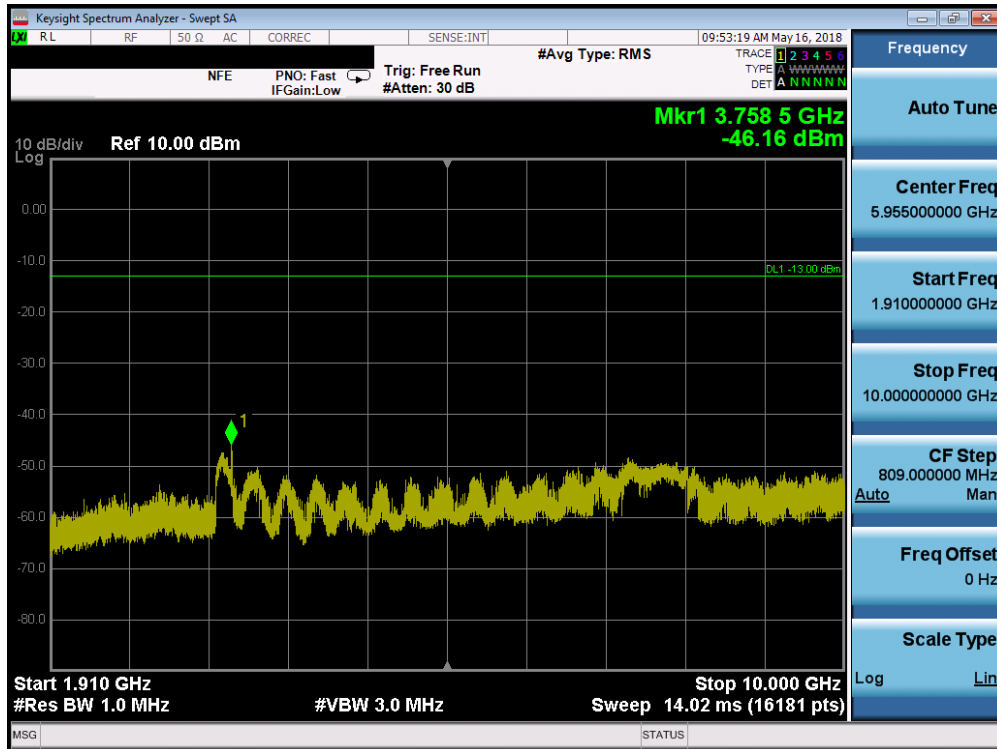 Keysight Spectrum Analyzer - Swept SA
LXI RL RF 50 Ω AC CORREC SENSE:INT 09:53:19 AM May 16, 2018
NFE PNO: Fast IFGain:Low Trig: Free Run #Atten: 30 dB #Avg Type: RMS
TRACE 1 2 3 4 5 6
TYPE A WWWWWW
DET A N N N N N
Mkr1 3.758 5 GHz
-46.16 dBm
10 dB/div Ref 10.00 dBm
Log
0.00
DL1 -13.00 dBm
-10.0
-20.0
-30.0
-40.0
1
-50.0
-60.0
-70.0
-80.0
Start 1.910 GHz Stop 10.000 GHz
#Res BW 1.0 MHz #VBW 3.0 MHz Sweep 14.02 ms (16181 pts)
MSG STATUS
Frequency
Auto Tune
Center Freq
5.955000000 GHz
Start Freq
1.910000000 GHz
Stop Freq
10.000000000 GHz
CF Step
809.000000 MHz
Auto Man
Freq Offset
0 Hz
Scale Type
Log Lin